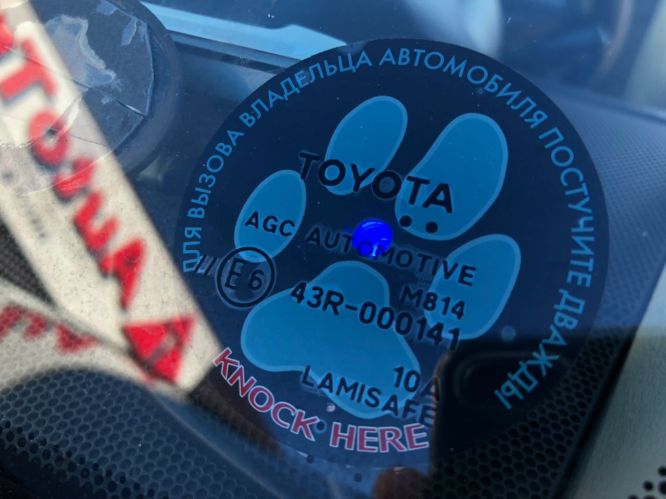 ДЛЯ ВЫЗОВА ВЛАДЕЛЬЦА АВТОМОБИЛЯ ПОСТУЧИТЕ ДВАЖДЫ
TOYOTA
AGC AUTOMOTIVE
/// E6 M814
43R-000141
10A
LAMISAFE
KNOCK HERE